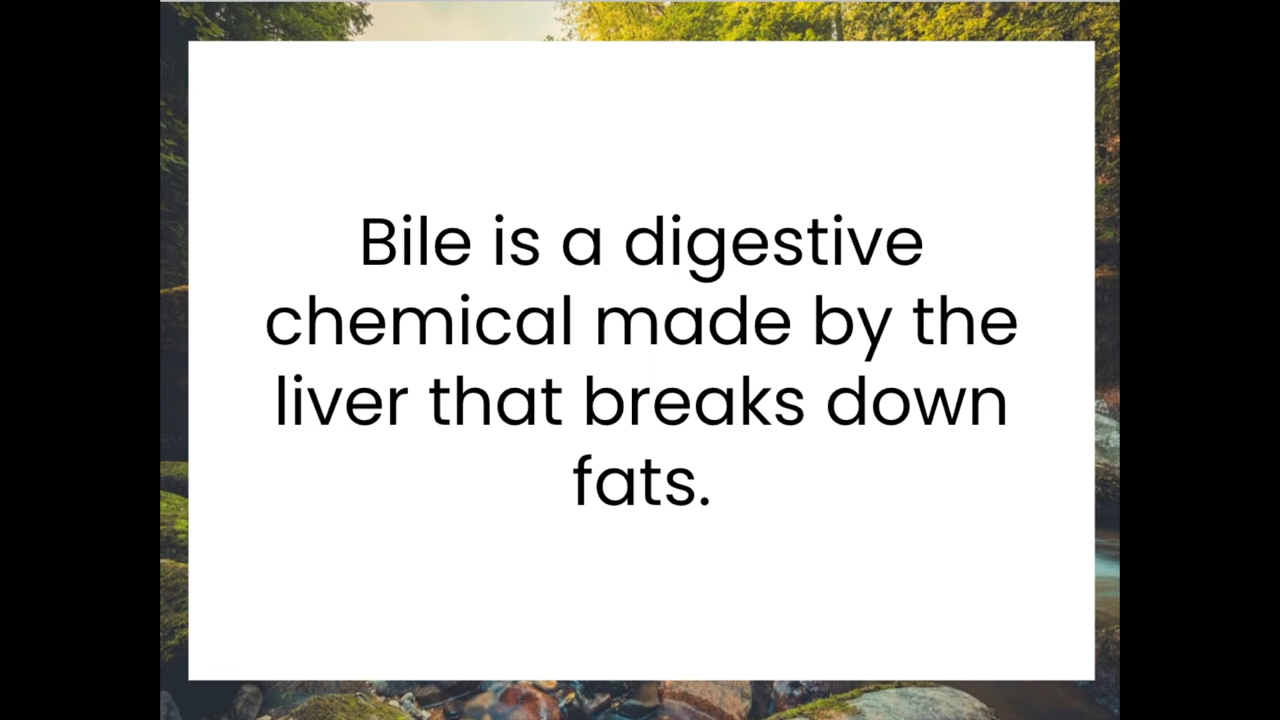 Bile is a digestive
chemical made by the
liver that breaks down
fats.